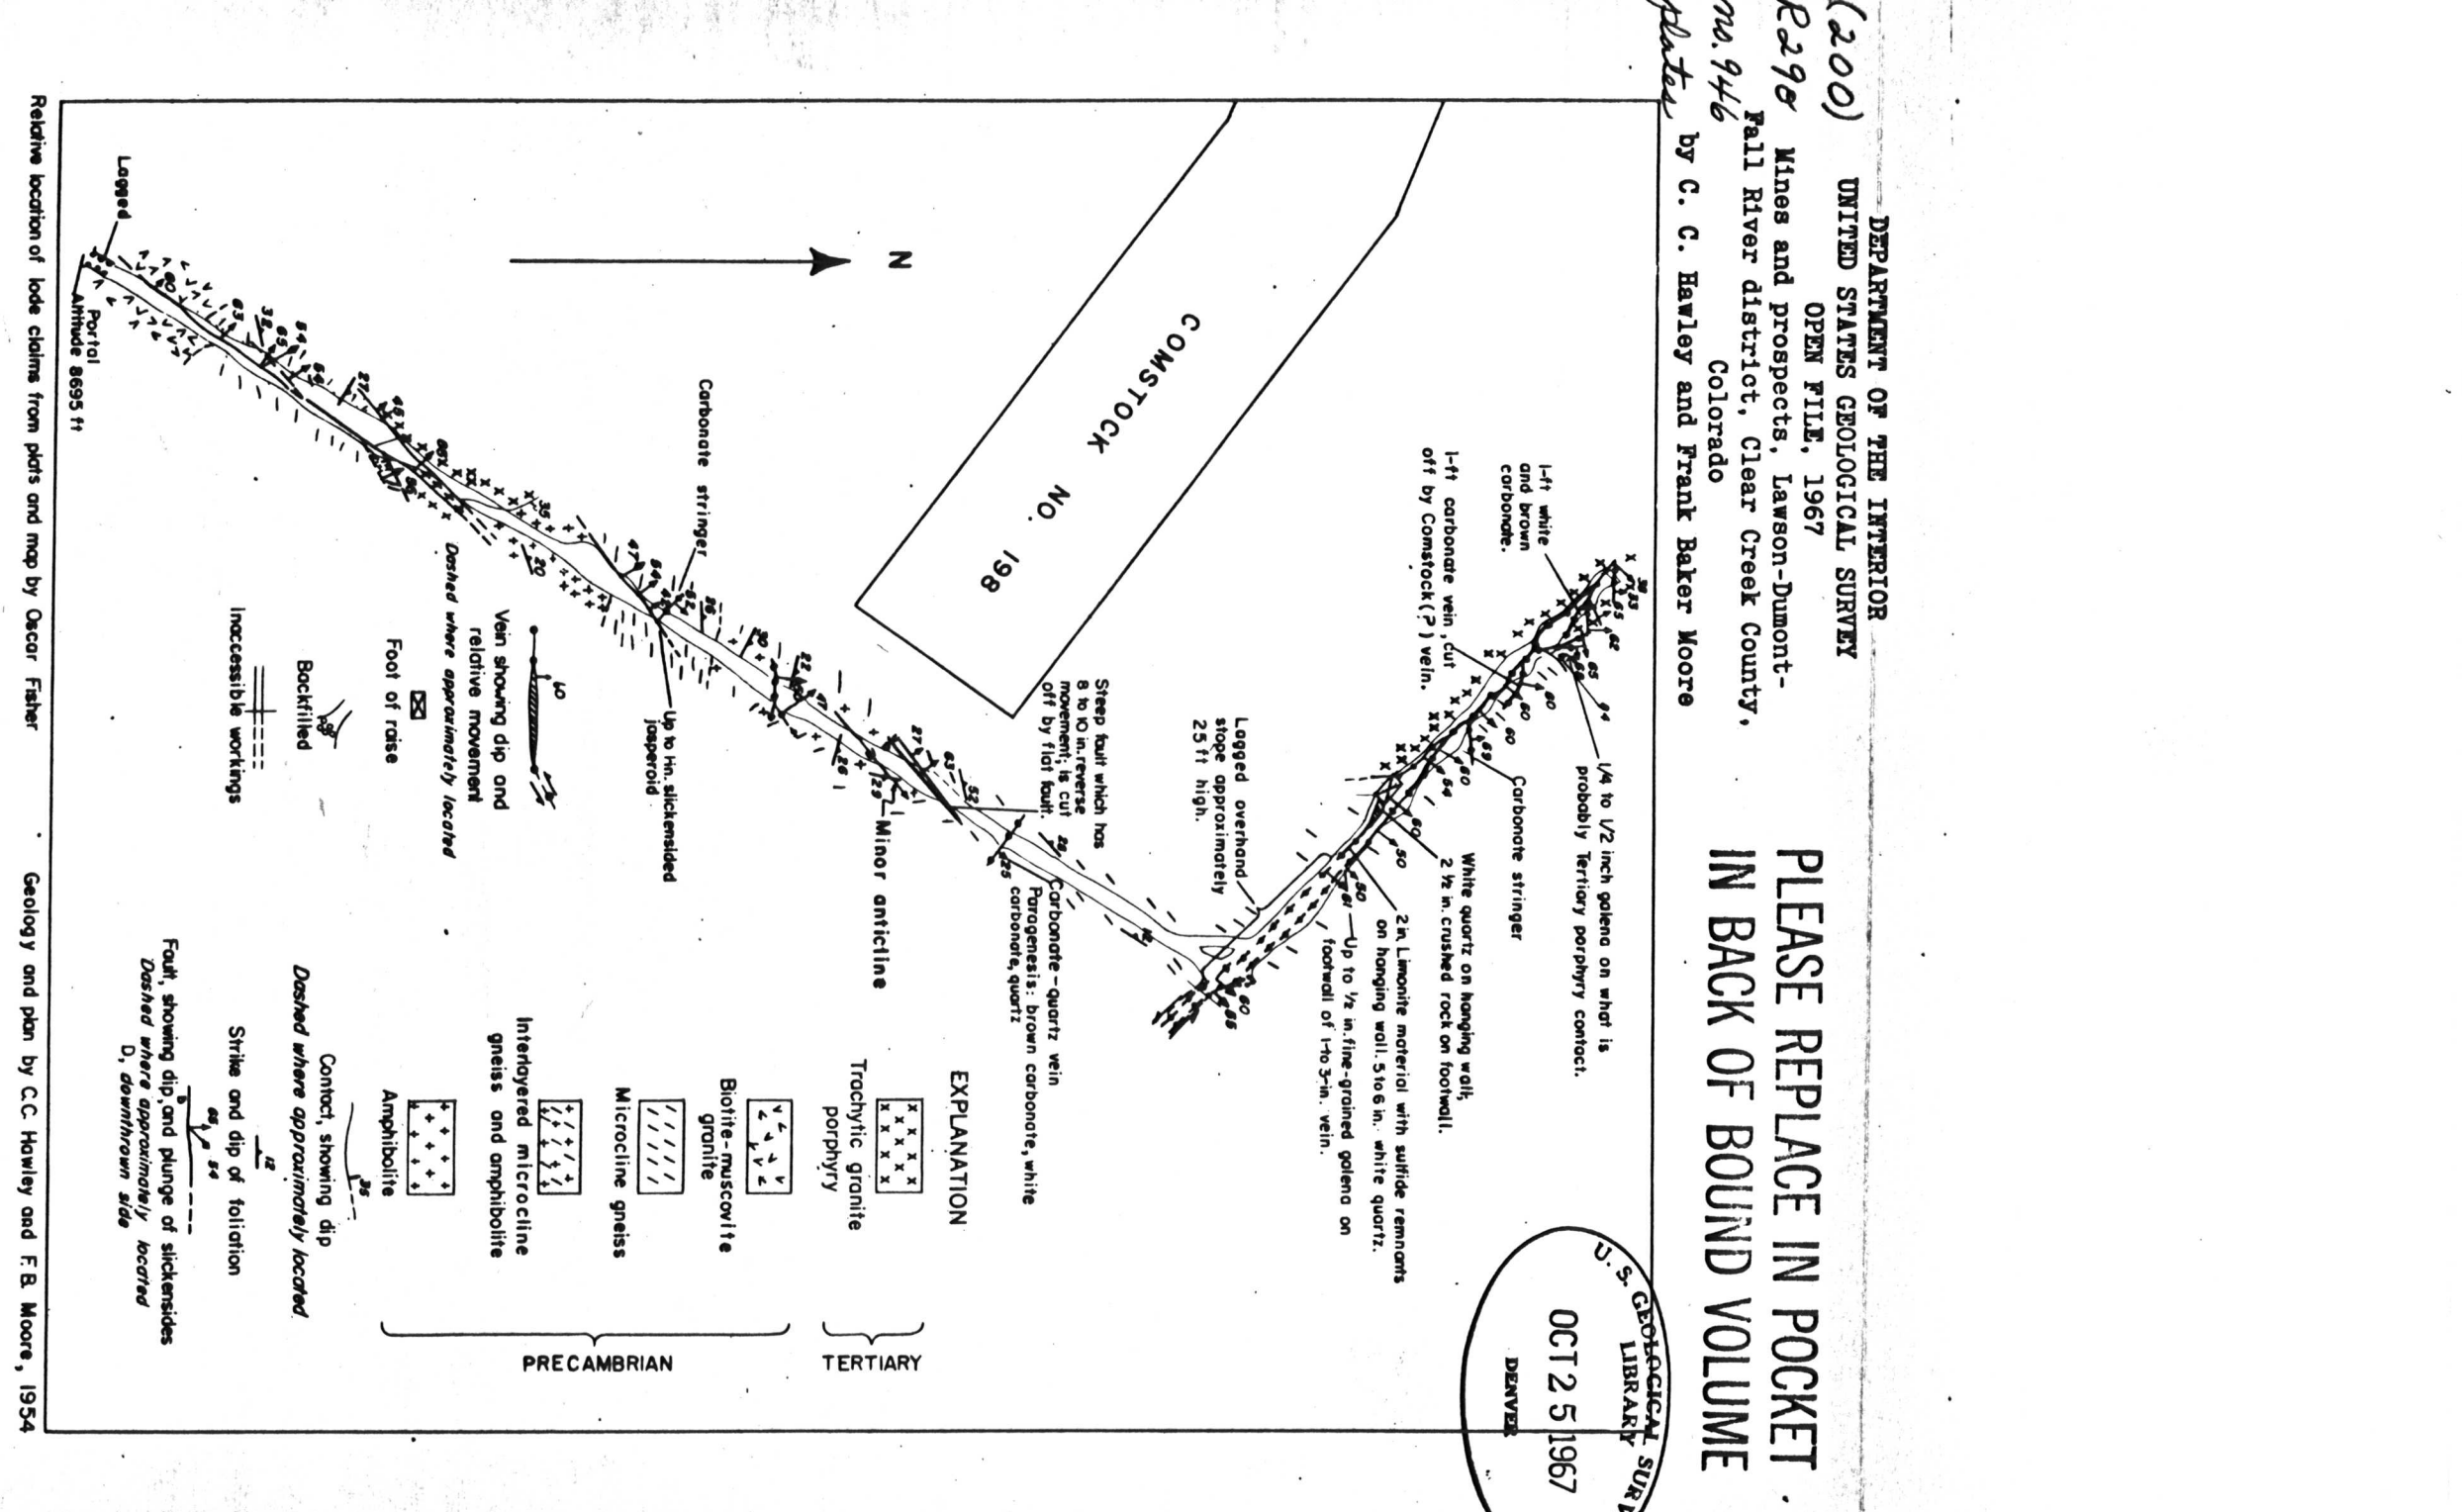 (200)
R290
no. 946
plates
DEPARTMENT OF THE INTERIOR
UNITED STATES GEOLOGICAL SURVEY
OPEN FILE, 1967
Mines and prospects, Lawson-Dumont-
Fall River district, Clear Creek County,
Colorado
by C. C. Hawley and Frank Baker Moore
PLEASE REPLACE IN POCKET
IN BACK OF BOUND VOLUME
U. S. GEOLOGICAL SUR
LIBRARY
OCT 25 1967
DENVER
1-ft white
and brown
carbonate.
1-ft carbonate vein, cut
off by Comstock(?) vein.
1/4 to 1/2 inch galena on what is
probably Tertiary porphyry contact.
Carbonate stringer
White quartz on hanging wall,
2 1/2 in. crushed rock on footwall.
2 in. Limonite material with sulfide remnants
on hanging wall. 5 to 6 in. white quartz.
Up to 1/2 in. fine-grained galena on
footwall of 1-to 3-in. vein.
Lagged overhand
stope approximately
25 ft high.
COMSTOCK NO. 198
N
Steep fault which has
8 to 10 in. reverse
movement; is cut
off by flat fault.
Carbonate-quartz vein
Paragenesis: brown carbonate, white
carbonate, quartz
Minor anticline
Carbonate stringer
Up to 1-in. slickensided
jasperoid
Lagged
Portal
Altitude 8695 ft
EXPLANATION
Trachytic granite
porphyry
TERTIARY
Biotite-muscovite
granite
Microcline gneiss
Interlayered microcline
gneiss and amphibolite
Amphibolite
PRECAMBRIAN
35
Contact, showing dip
Dashed where approximately located.
12
Strike and dip of foliation
D
65
54
Fault, showing dip, and plunge of slickensides
Dashed where approximately located
D, downthrown side
60
Vein showing dip and
relative movement
Dashed where approximately located
Foot of raise
Backfilled
Inaccessible workings
Relative location of lode claims from plats and map by Oscar Fisher
Geology and plan by C.C. Hawley and F.B. Moore, 1954